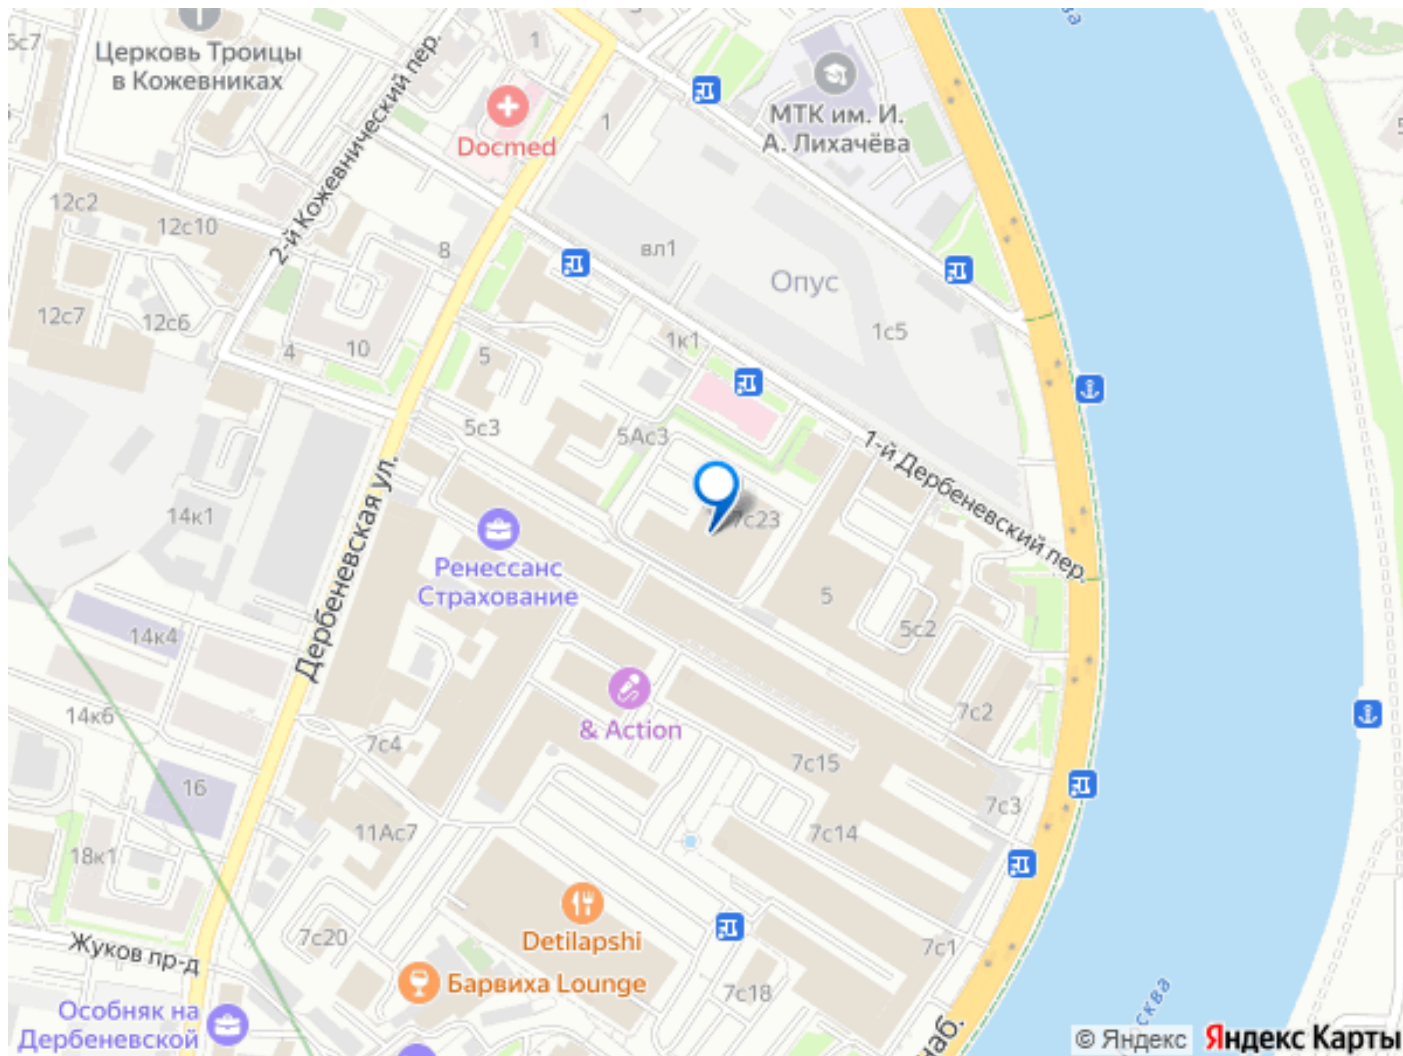 5с7
Церковь Троицы
в Кожевниках
2-й Кожевнический пер.
1
Docmed
1
МТК им. И.
А. Лихачёва
12с2
12с10
8
вл1
Опус
12с7
12с6
4
10
5
1к1
1с5
5с3
5Ас3
1-й Дербеневский пер.
Дербеневская ул.
14к1
7с23
Ренессанс
Страхование
5
5с2
14к4
14к6
& Action
7с2
7с4
7с15
16
7с3
11Ас7
7с14
18к1
Detilapshi
7с20
7с1
Жуков пр-д
Барвиха Lounge
7с18
Особняк на
Дербеневской
наб.
© Яндекс
Яндекс Карты